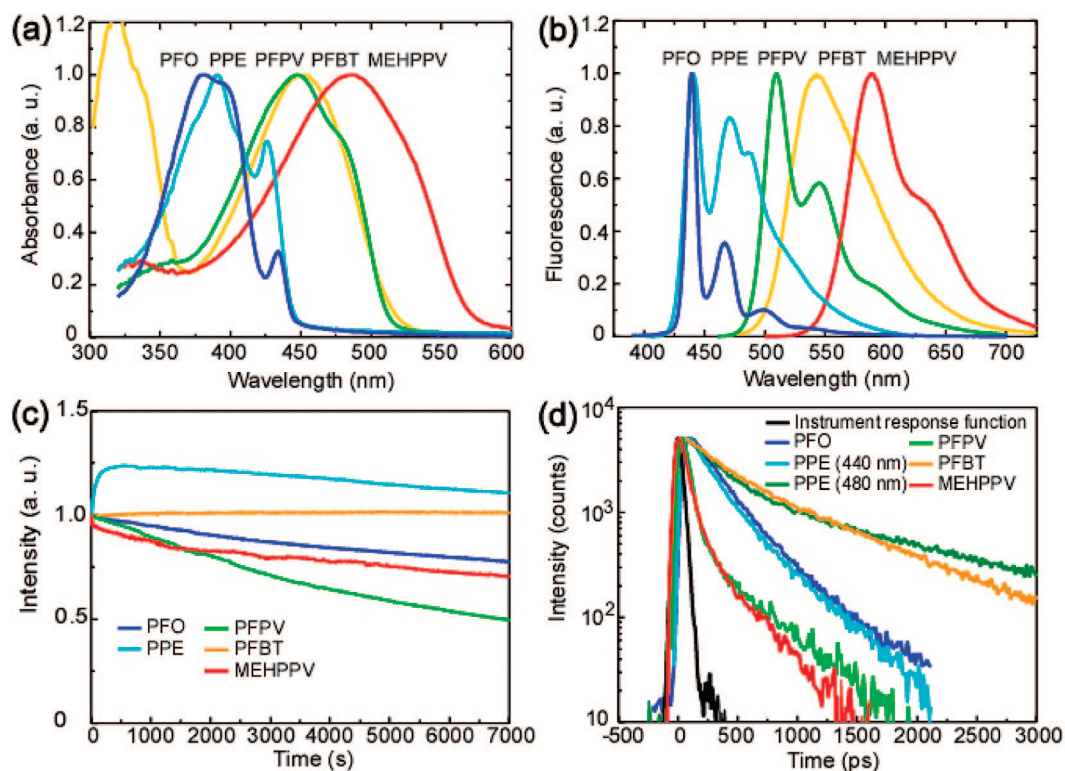 (a)
1.2
1.0
0.8
0.6
0.4
0.2
0
Absorbance (a. u.)
PFO PPE PFPV PFBT MEHPPV
300 350 400 450 500 550 600
Wavelength (nm)
(b)
1.2
1.0
0.8
0.6
0.4
0.2
0
Fluorescence (a. u.)
PFO PPE PFPV PFBT MEHPPV
400 450 500 550 600 650 700
Wavelength (nm)
(c)
1.5
1.0
0.5
0
Intensity (a. u.)
PFO PFPV
PPE PFBT
MEHPPV
0 1000 2000 3000 4000 5000 6000 7000
Time (s)
(d)
10⁴
10³
10²
10
Intensity (counts)
Instrument response function
PFO PFPV
PPE (440 nm) PFBT
PPE (480 nm) MEHPPV
-500 0 500 1000 1500 2000 2500 3000
Time (ps)